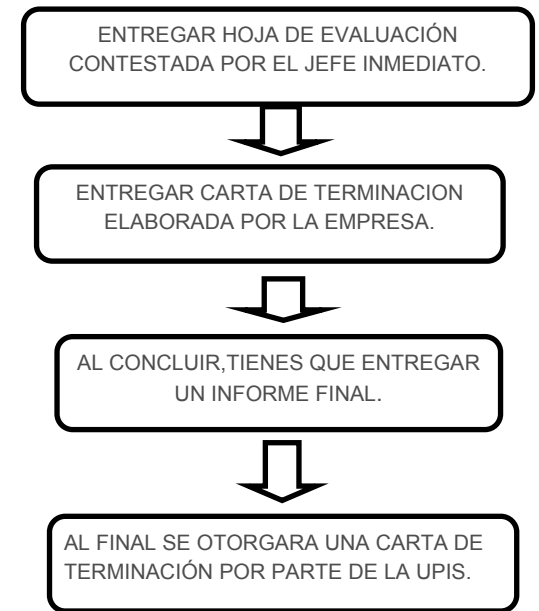 ENTREGAR HOJA DE EVALUACIÓN
CONTESTADA POR EL JEFE INMEDIATO.
ENTREGAR CARTA DE TERMINACION
ELABORADA POR LA EMPRESA.
AL CONCLUIR,TIENES QUE ENTREGAR
UN INFORME FINAL.
AL FINAL SE OTORGARA UNA CARTA DE
TERMINACIÓN POR PARTE DE LA UPIS.